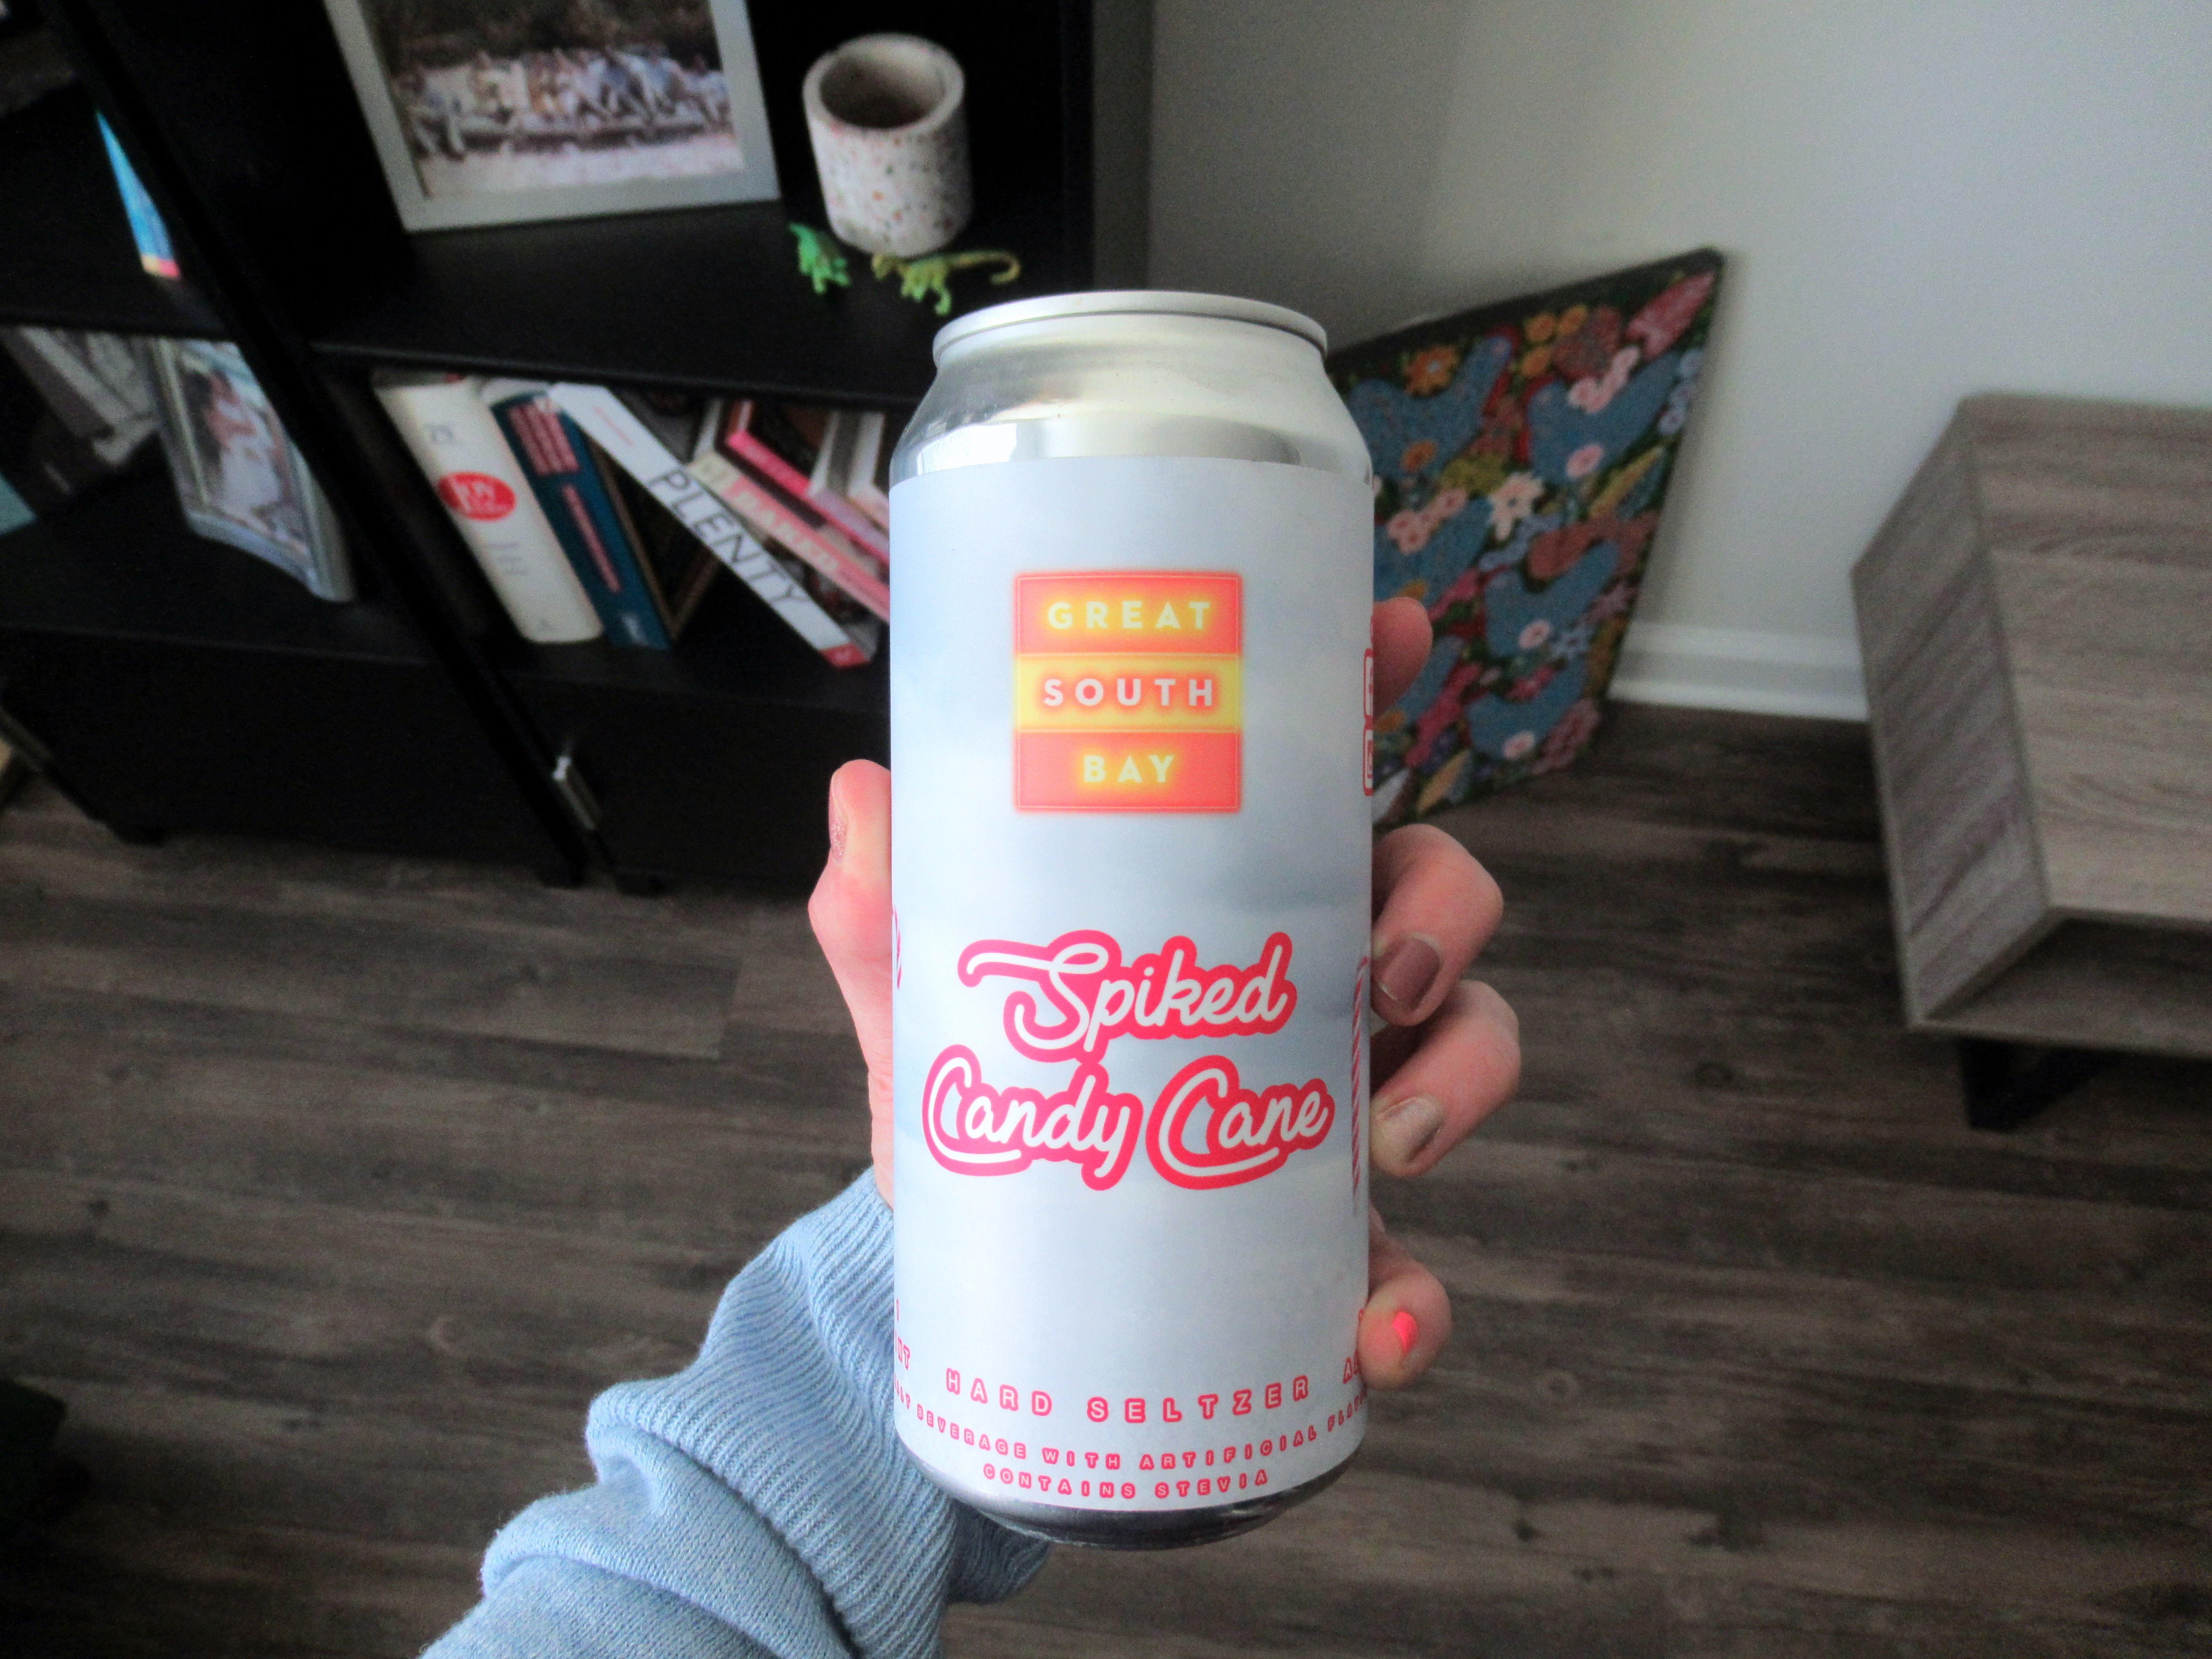 PLENTY
GREAT
SOUTH
BAY
Spiked
Candy Cane
HARD SELTZER
BEVERAGE WITH ARTIFICIAL
CONTAINS STEVIA